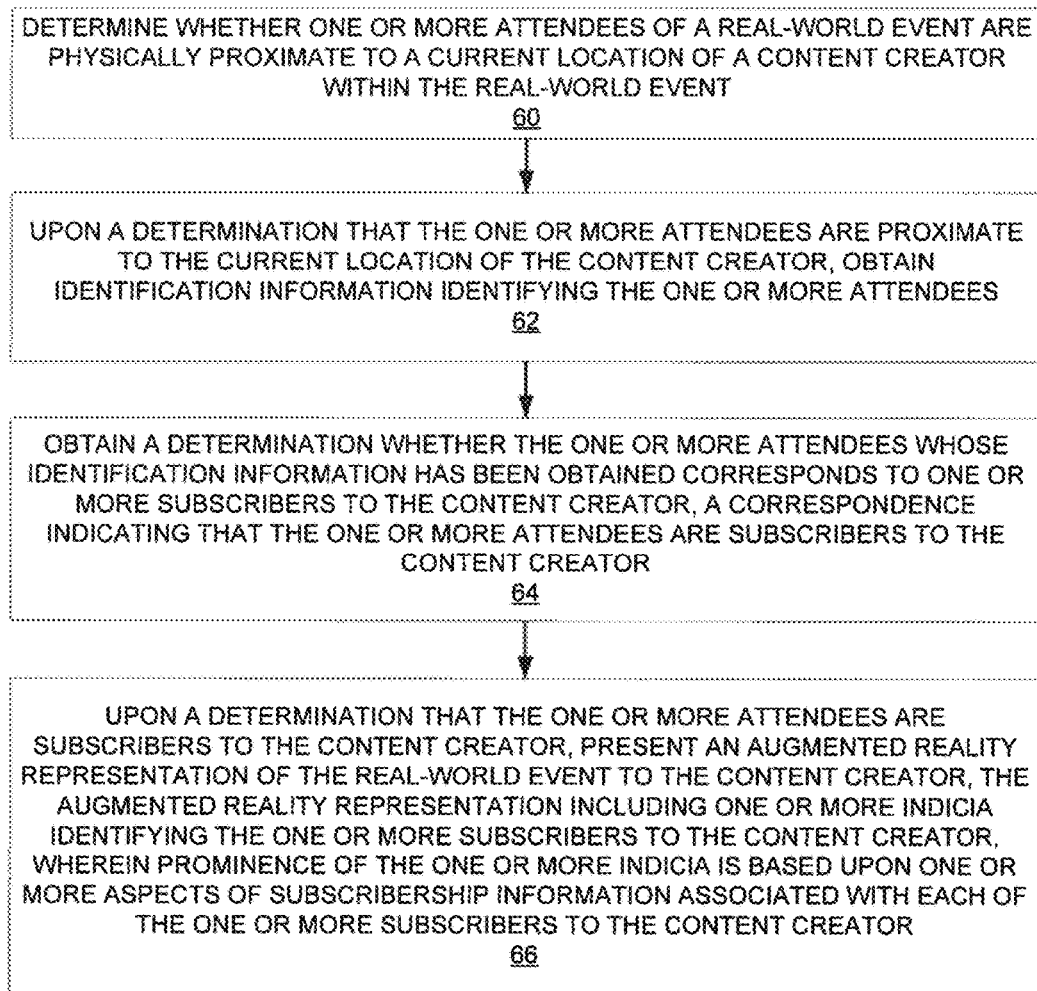 DETERMINE WHETHER ONE OR MORE ATTENDEES OF A REAL-WORLD EVENT ARE
PHYSICALLY PROXIMATE TO A CURRENT LOCATION OF A CONTENT CREATOR
WITHIN THE REAL-WORLD EVENT
60
UPON A DETERMINATION THAT THE ONE OR MORE ATTENDEES ARE PROXIMATE
TO THE CURRENT LOCATION OF THE CONTENT CREATOR, OBTAIN
IDENTIFICATION INFORMATION IDENTIFYING THE ONE OR MORE ATTENDEES
62
OBTAIN A DETERMINATION WHETHER THE ONE OR MORE ATTENDEES WHOSE
IDENTIFICATION INFORMATION HAS BEEN OBTAINED CORRESPONDS TO ONE OR
MORE SUBSCRIBERS TO THE CONTENT CREATOR, A CORRESPONDENCE
INDICATING THAT THE ONE OR MORE ATTENDEES ARE SUBSCRIBERS TO THE
CONTENT CREATOR
64
UPON A DETERMINATION THAT THE ONE OR MORE ATTENDEES ARE
SUBSCRIBERS TO THE CONTENT CREATOR, PRESENT AN AUGMENTED REALITY
REPRESENTATION OF THE REAL-WORLD EVENT TO THE CONTENT CREATOR, THE
AUGMENTED REALITY REPRESENTATION INCLUDING ONE OR MORE INDICIA
IDENTIFYING THE ONE OR MORE SUBSCRIBERS TO THE CONTENT CREATOR,
WHEREIN PROMINENCE OF THE ONE OR MORE INDICIA IS BASED UPON ONE OR
MORE ASPECTS OF SUBSCRIBERSHIP INFORMATION ASSOCIATED WITH EACH OF
THE ONE OR MORE SUBSCRIBERS TO THE CONTENT CREATOR
66